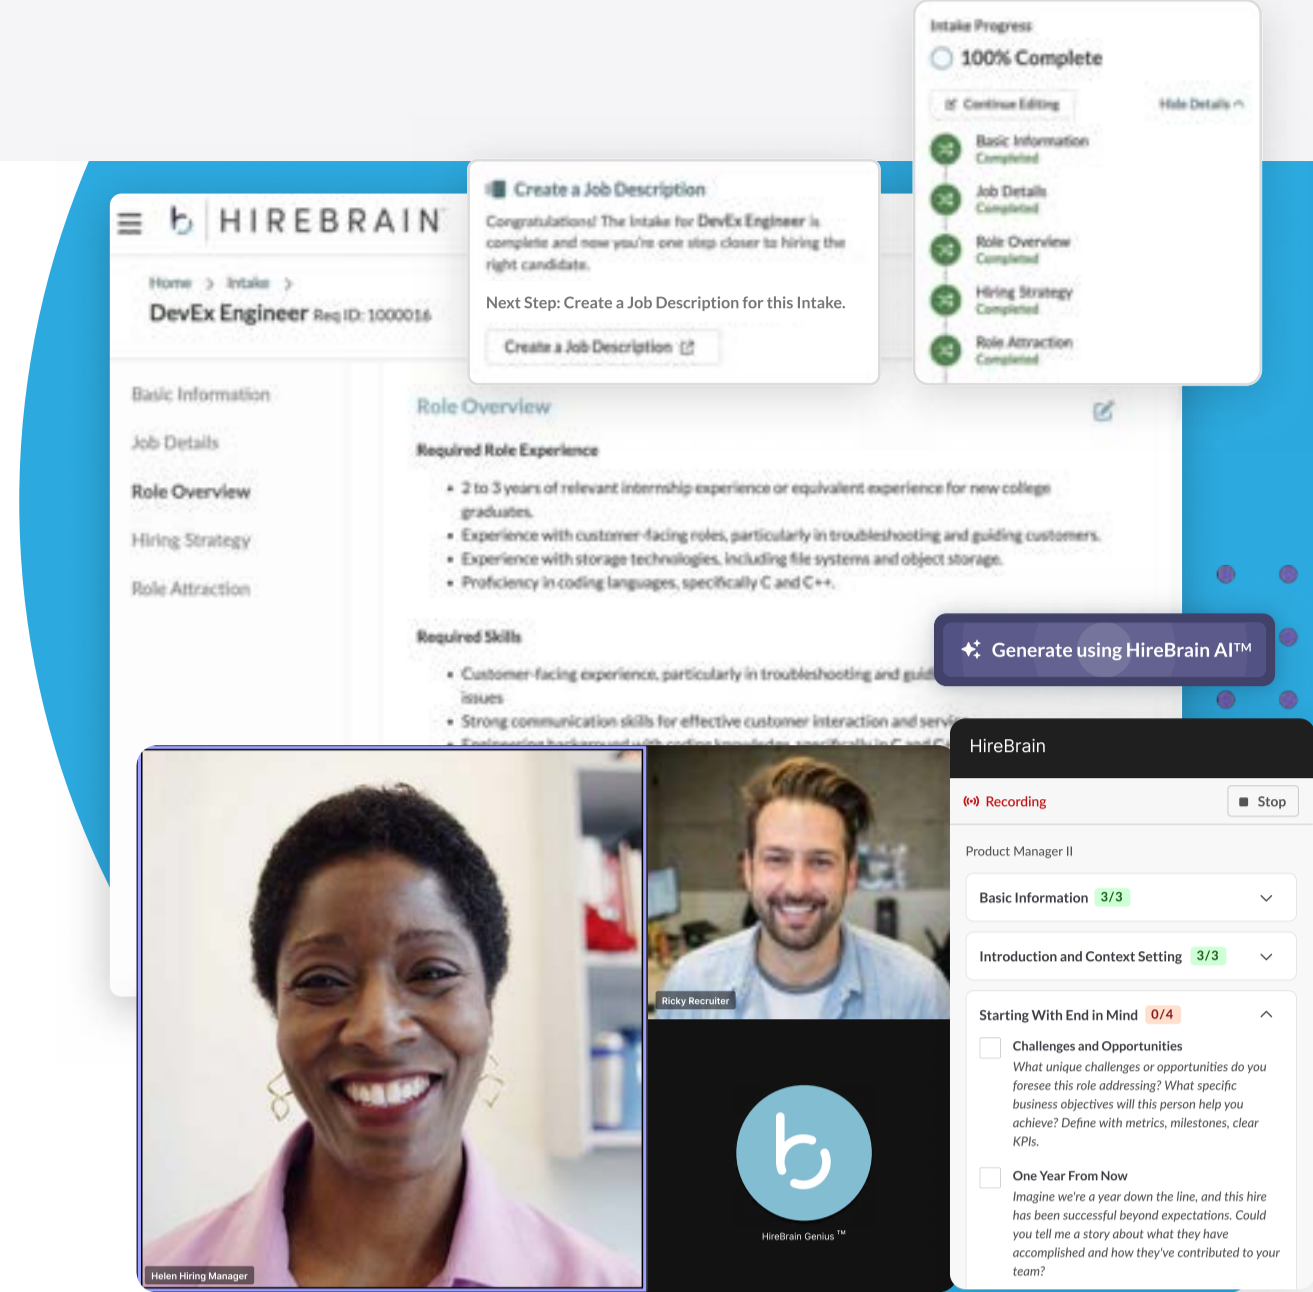 Intake Progress
100% Complete
Continue Editing
Hide Details
Basic Information
Completed
Job Details
Completed
Role Overview
Completed
Hiring Strategy
Completed
Role Attraction
Completed
Create a Job Description
Congratulations! The Intake for DevEx Engineer is
complete and now you're one step closer to hiring the
right candidate.
Next Step: Create a Job Description for this Intake.
Create a Job Description
HIREBRAIN
Home > Intake >
DevEx Engineer Req ID: 1000016
Basic Information
Job Details
Role Overview
Hiring Strategy
Role Attraction
Role Overview
Required Role Experience
• 2 to 3 years of relevant internship experience or equivalent experience for new college
graduates.
• Experience with customer-facing roles, particularly in troubleshooting and guiding customers.
• Experience with storage technologies, including file systems and object storage.
• Proficiency in coding languages, specifically C and C++.
Required Skills
• Customer-facing experience, particularly in troubleshooting and guid
issues
• Strong communication skills for effective customer interaction and servi
• Engineering background with coding knowledge, specifically in C and C
Generate using HireBrain AI™
HireBrain
Recording
Stop
Product Manager II
Basic Information 3/3
Introduction and Context Setting 3/3
Starting With End in Mind 0/4
Challenges and Opportunities
What unique challenges or opportunities do you
foresee this role addressing? What specific
business objectives will this person help you
achieve? Define with metrics, milestones, clear
KPIs.
One Year From Now
Imagine we're a year down the line, and this hire
has been successful beyond expectations. Could
you tell me a story about what they have
accomplished and how they've contributed to your
team?
Ricky Recruiter
HireBrain Genius ™
Helen Hiring Manager